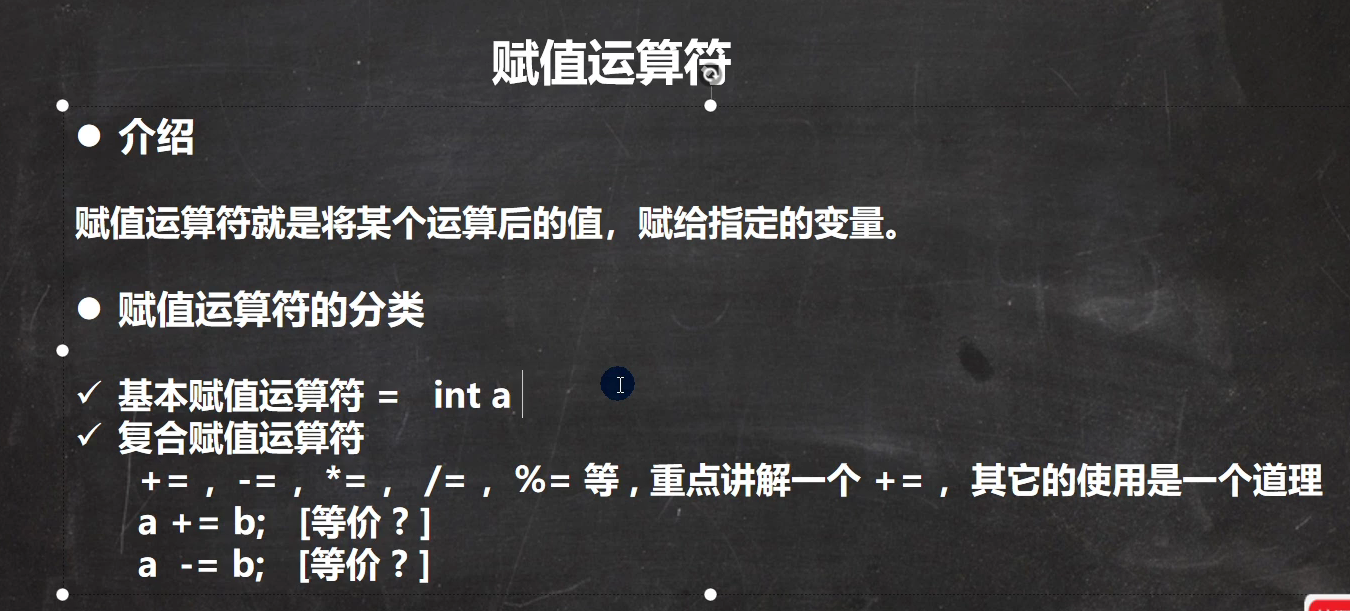 赋值运算符
介绍
赋值运算符就是将某个运算后的值，赋给指定的变量。
赋值运算符的分类
基本赋值运算符 = int a
复合赋值运算符
+= , -= , *= , /= , %= 等 , 重点讲解一个 += ，其它的使用是一个道理
a += b; [等价 ? ]
a -= b; [等价 ? ]